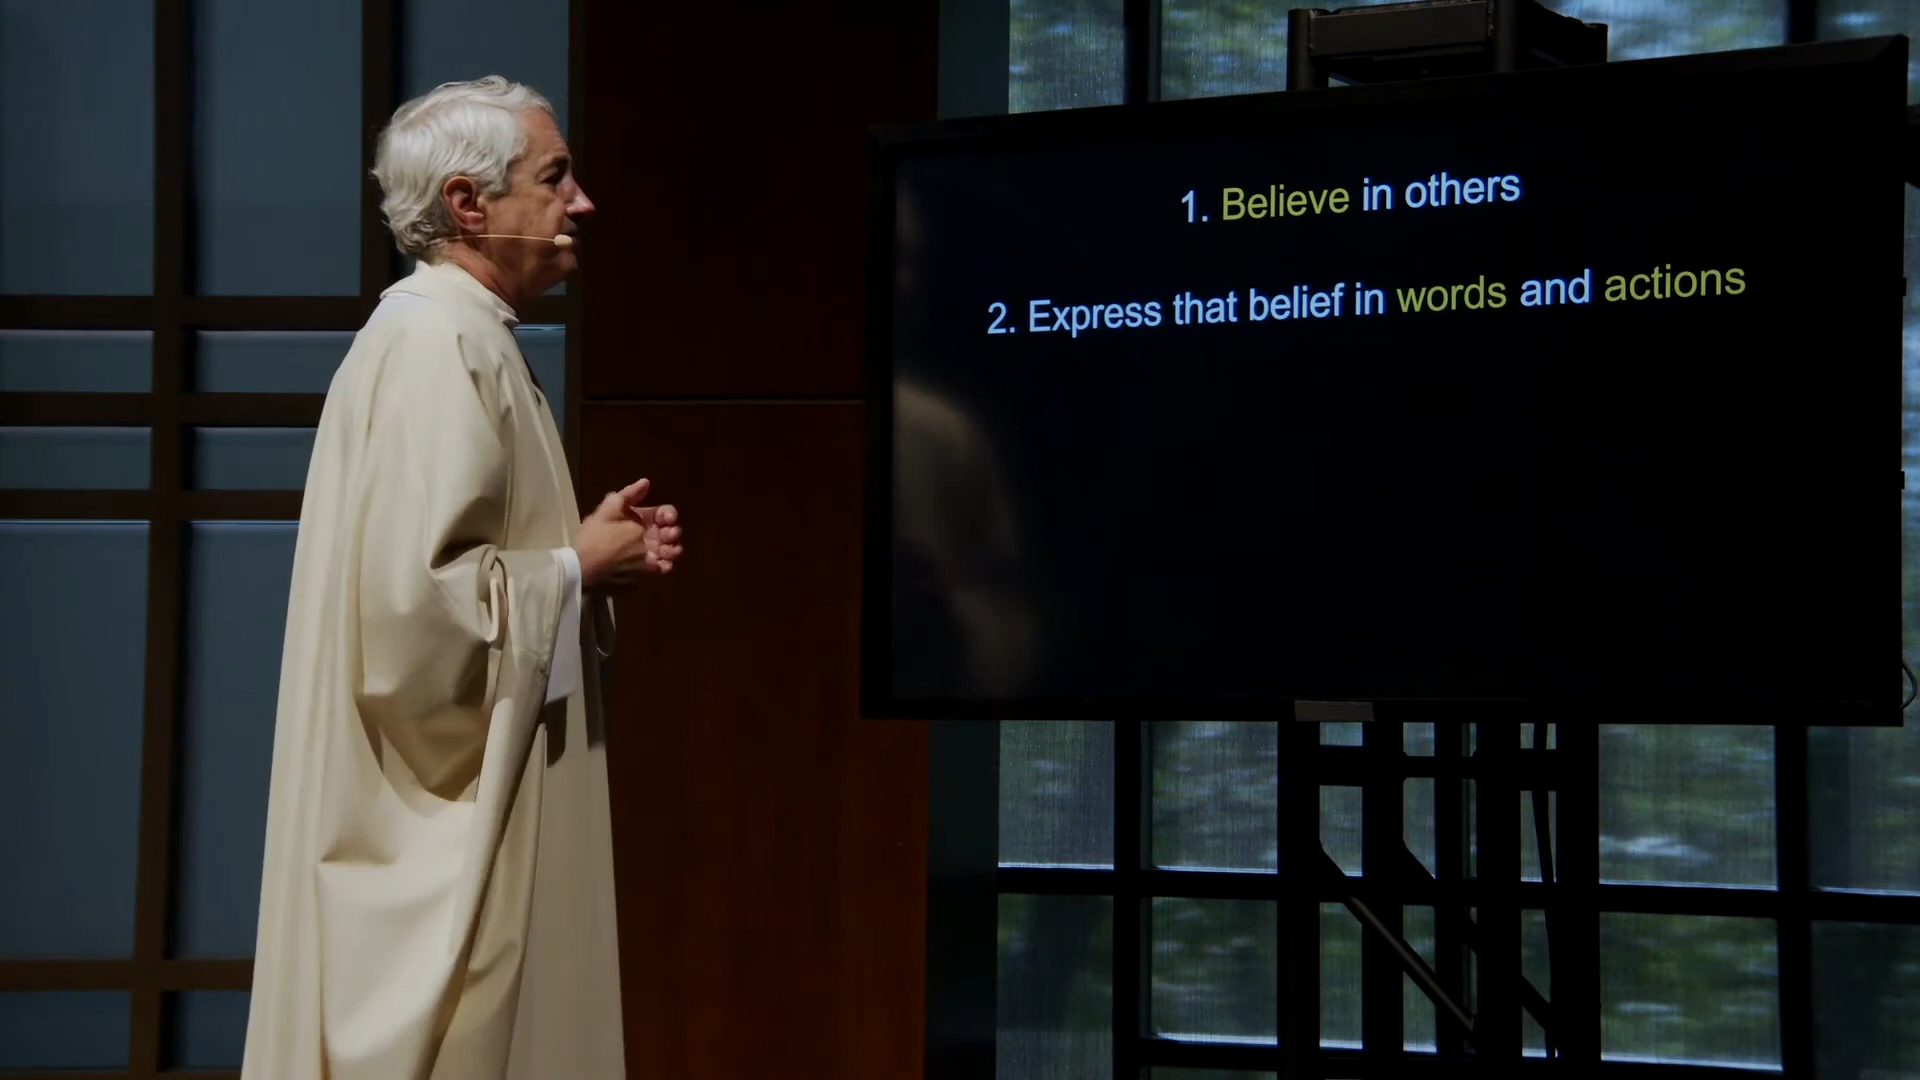 1. Believe in others
2. Express that belief in words and actions